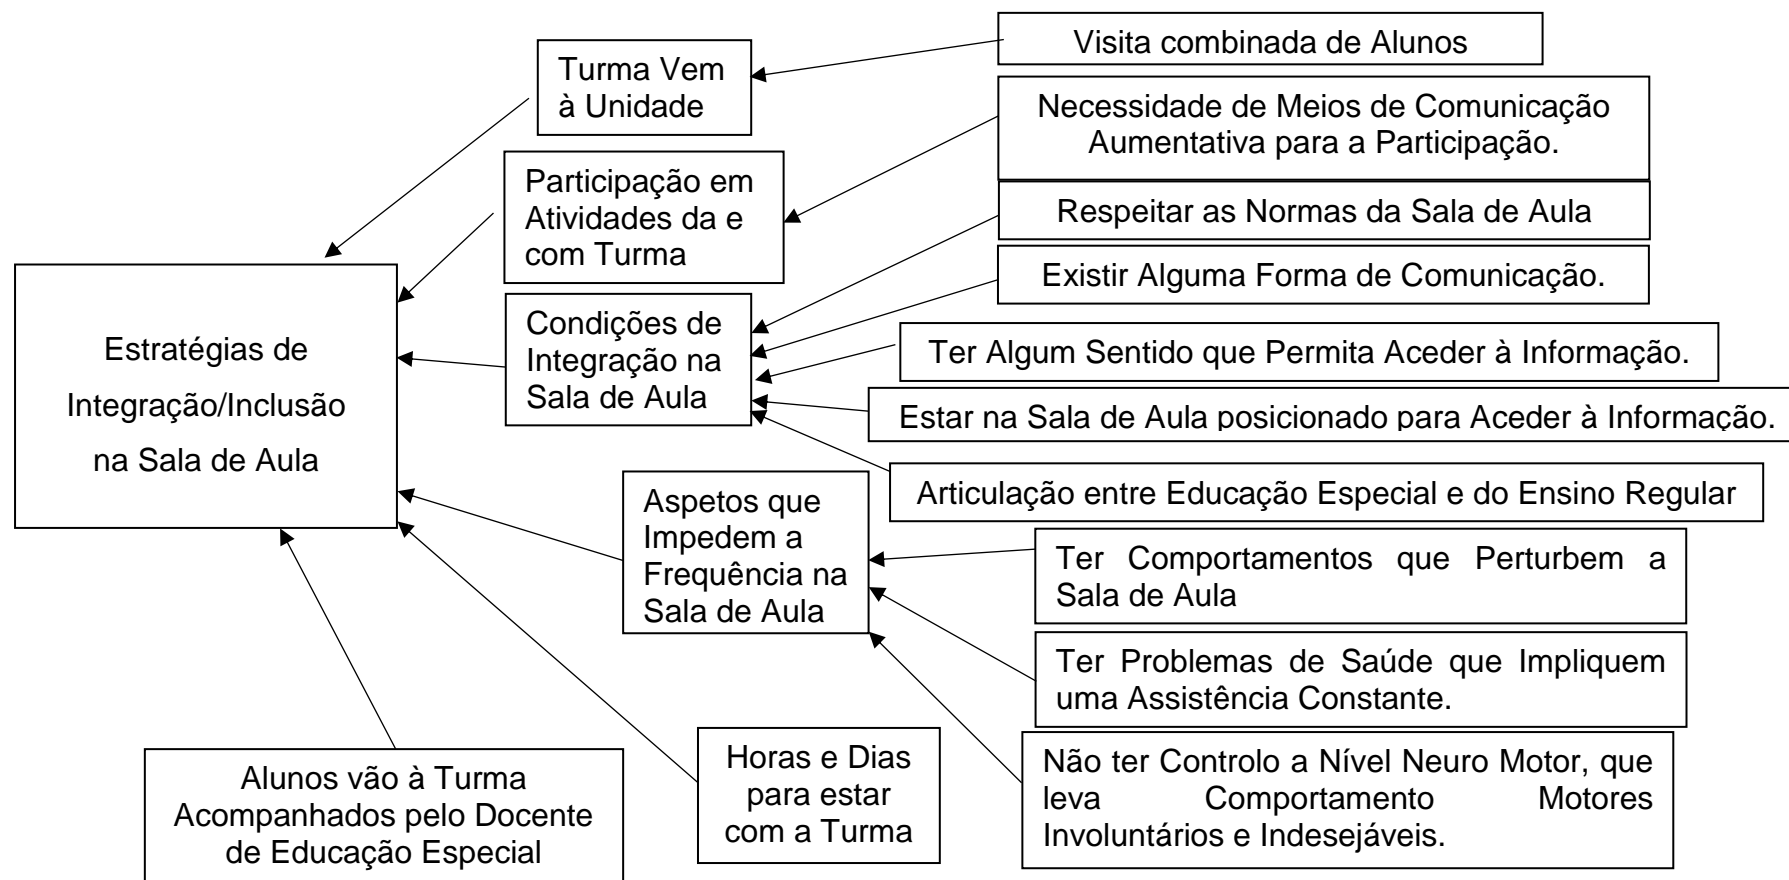 Turma Vem
à Unidade
Visita combinada de Alunos
Participação em
Atividades da e
com Turma
Necessidade de Meios de Comunicação
Aumentativa para a Participação.
Estratégias de
Integração/Inclusão
na Sala de Aula
Condições de
Integração na
Sala de Aula
Respeitar as Normas da Sala de Aula
Existir Alguma Forma de Comunicação.
Ter Algum Sentido que Permita Aceder à Informação.
Estar na Sala de Aula posicionado para Aceder à Informação.
Articulação entre Educação Especial e do Ensino Regular
Aspetos que
Impedem a
Frequência na
Sala de Aula
Ter Comportamentos que Perturbem a
Sala de Aula
Ter Problemas de Saúde que Impliquem
uma Assistência Constante.
Não ter Controlo a Nível Neuro Motor, que
leva Comportamento Motores
Involuntários e Indesejáveis.
Horas e Dias
para estar
com a Turma
Alunos vão à Turma
Acompanhados pelo Docente
de Educação Especial